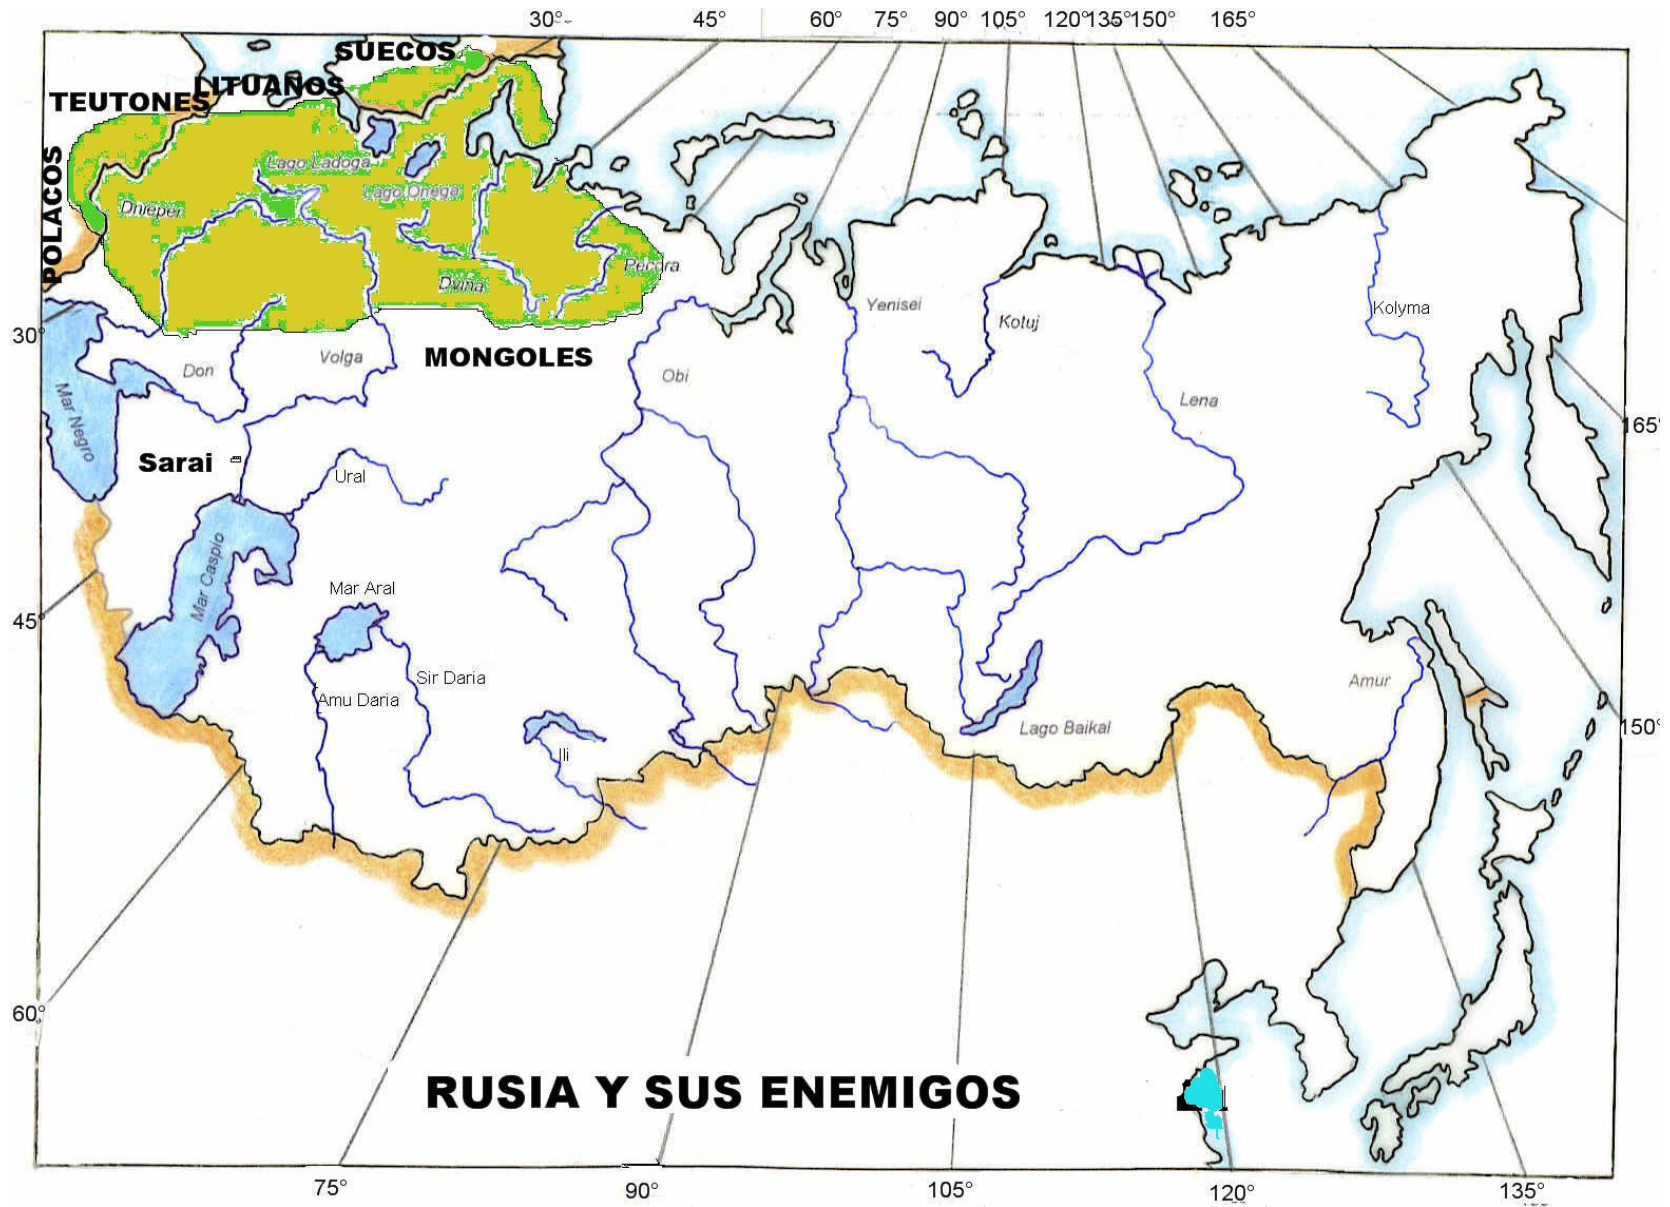 30°
45°
60°
75°
90°
105°
120°
135°
150°
165°
SUECOS
LITUANOS
TEUTONES
POLACOS
Lago Ladoga
Lago Onega
Dnieper
Pecora
Dvina
Yenisei
Kotuj
Kolyma
30°
Don
Volga
MONGOLES
Obi
Lena
Mar Negro
165°
Sarai
Ural
Mar Caspio
Mar Aral
45°
Sir Daria
Amu Daria
Amur
Lago Baikal
150°
Ili
60°
RUSIA Y SUS ENEMIGOS
75°
90°
105°
120°
135°